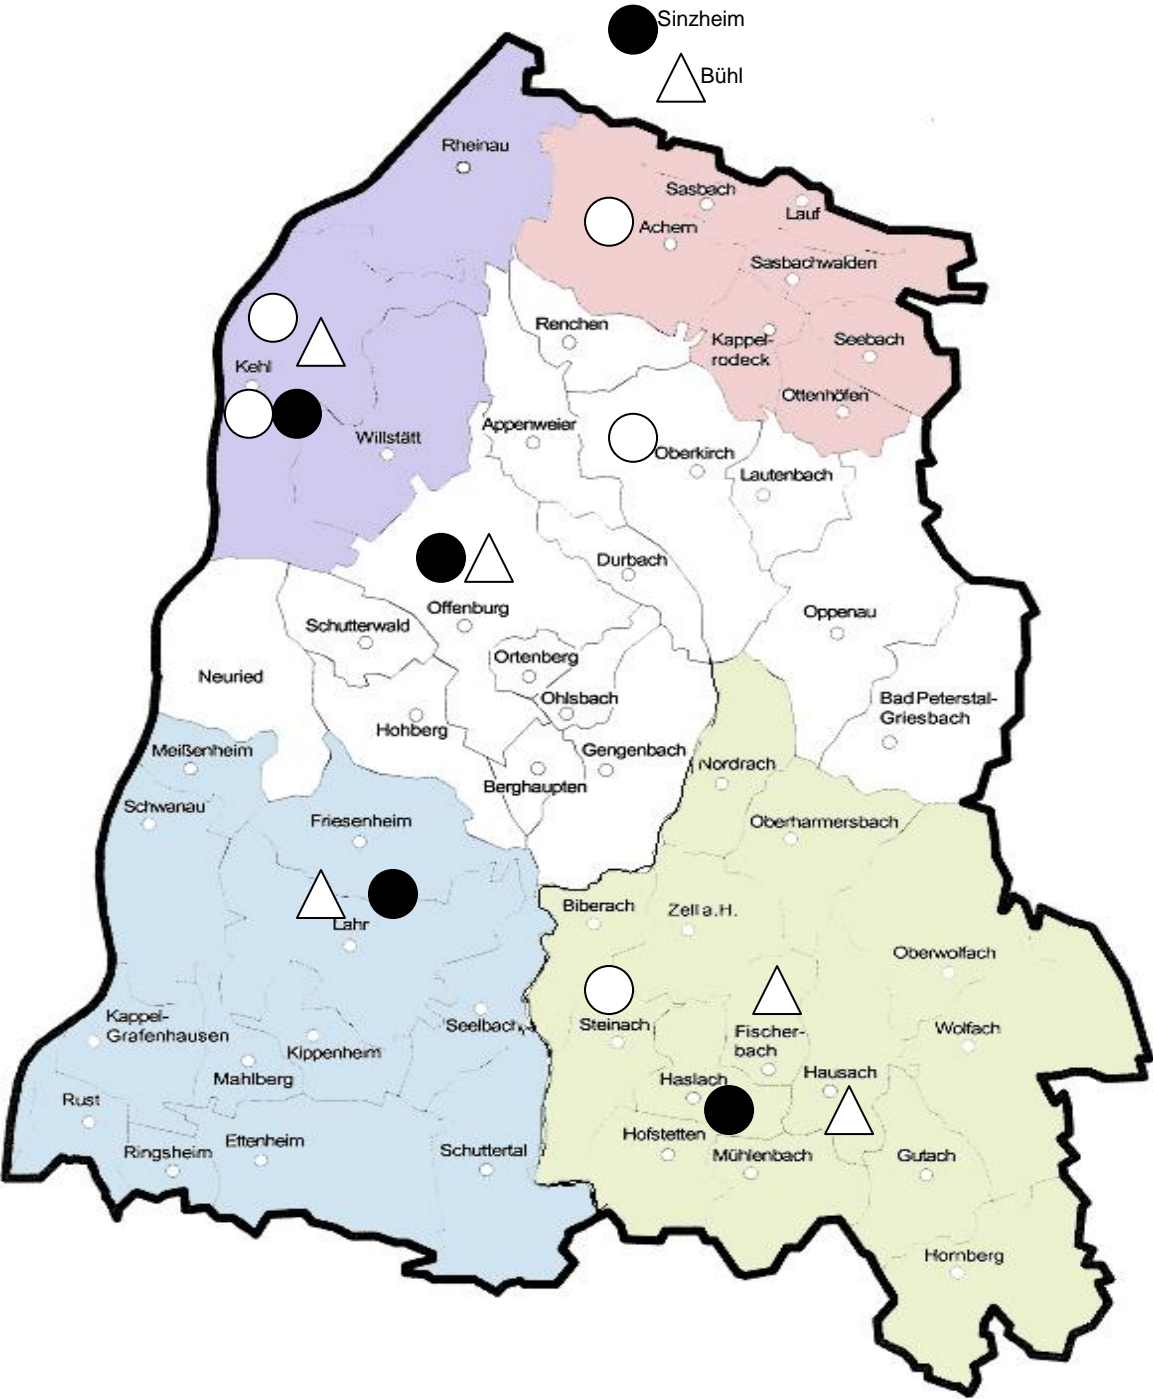 Sinzheim
Bühl
Rheinau
Sasbach
Lauf
Achern
Sasbachwalden
Renchen
Kappel-
rodeck
Seebach
Kehl
Ottenhöfen
Appenweier
Willstätt
Oberkirch
Lautenbach
Durbach
Offenburg
Oppenau
Schutterwald
Ortenberg
Neuried
Ohlsbach
Bad Peterstal-
Griesbach
Hohberg
Meißenheim
Gengenbach
Nordrach
Berghaupten
Schwanau
Friesenheim
Oberharmersbach
Biberach
Zell a.H.
Lahr
Oberwolfach
Kappel-
Grafenhausen
Seelbach
Steinach
Fischer-
bach
Wolfach
Kippenheim
Mahlberg
Haslach
Hausach
Rust
Hofstetten
Ettenheim
Ringsheim
Schuttertal
Mühlenbach
Gutach
Hornberg